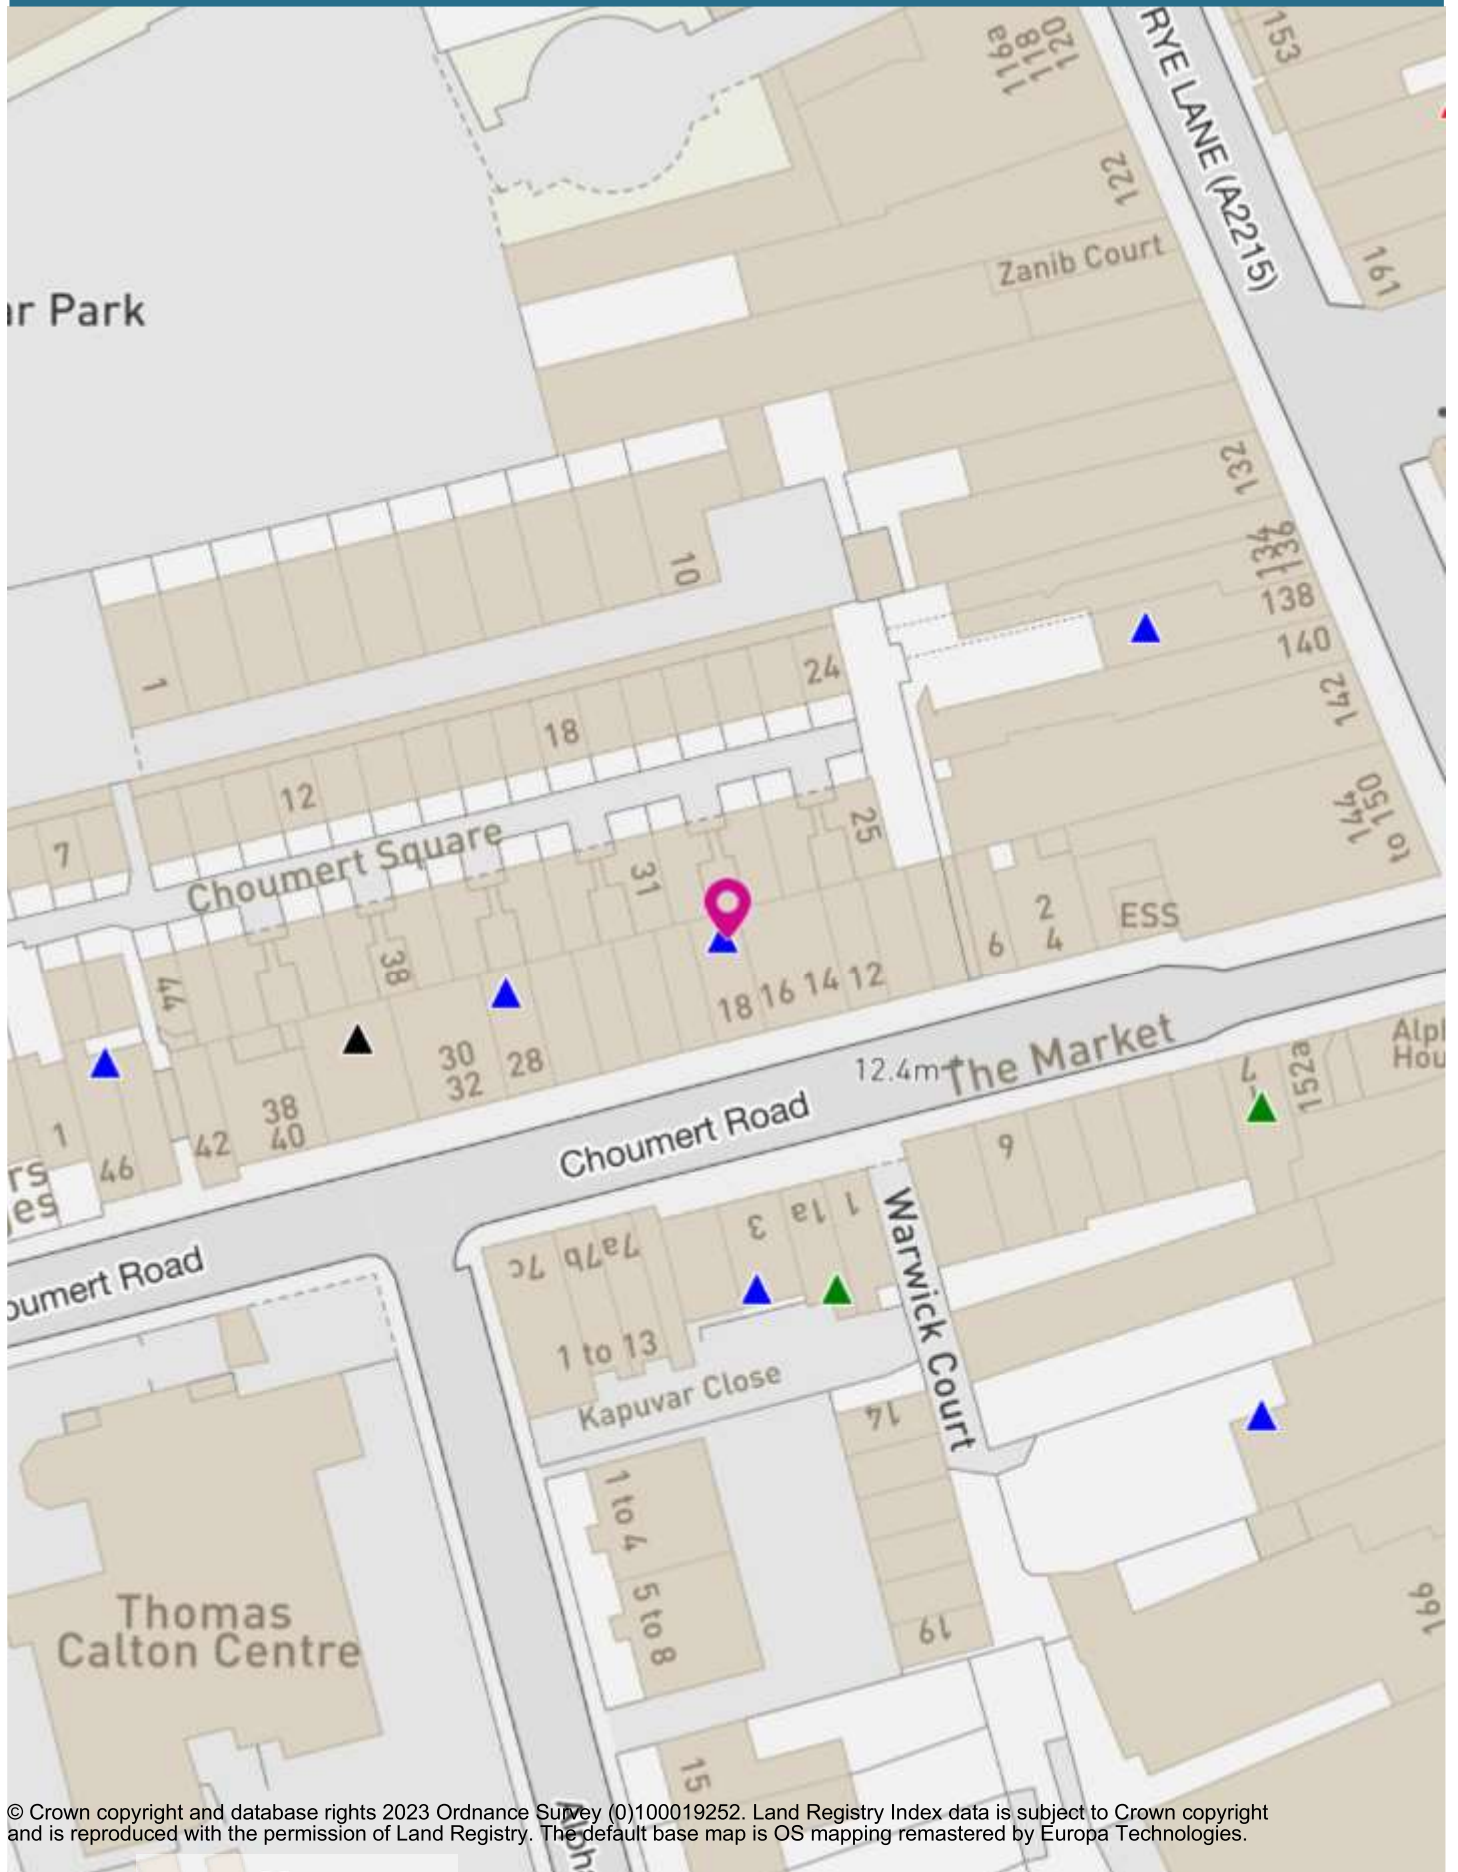 RYE LANE (A2215)
153
120
118
116a
122
Zanib Court
161
ar Park
132
134
136
138
140
142
144
to 150
10
1
24
18
12
7
Choumert Square
25
31
38
44
2
4
6
ESS
18 16 14 12
30
32
28
38
40
42
46
1
12.4m
The Market
Choumert Road
7
152a
9
1
1a
3
7a
7b
7c
1 to 13
Kapuvar Close
Warwick Court
14
1 to 4
5 to 8
19
166
15
Thomas
Calton Centre
© Crown copyright and database rights 2023 Ordnance Survey (0)100019252. Land Registry Index data is subject to Crown copyright
and is reproduced with the permission of Land Registry. The default base map is OS mapping remastered by Europa Technologies.